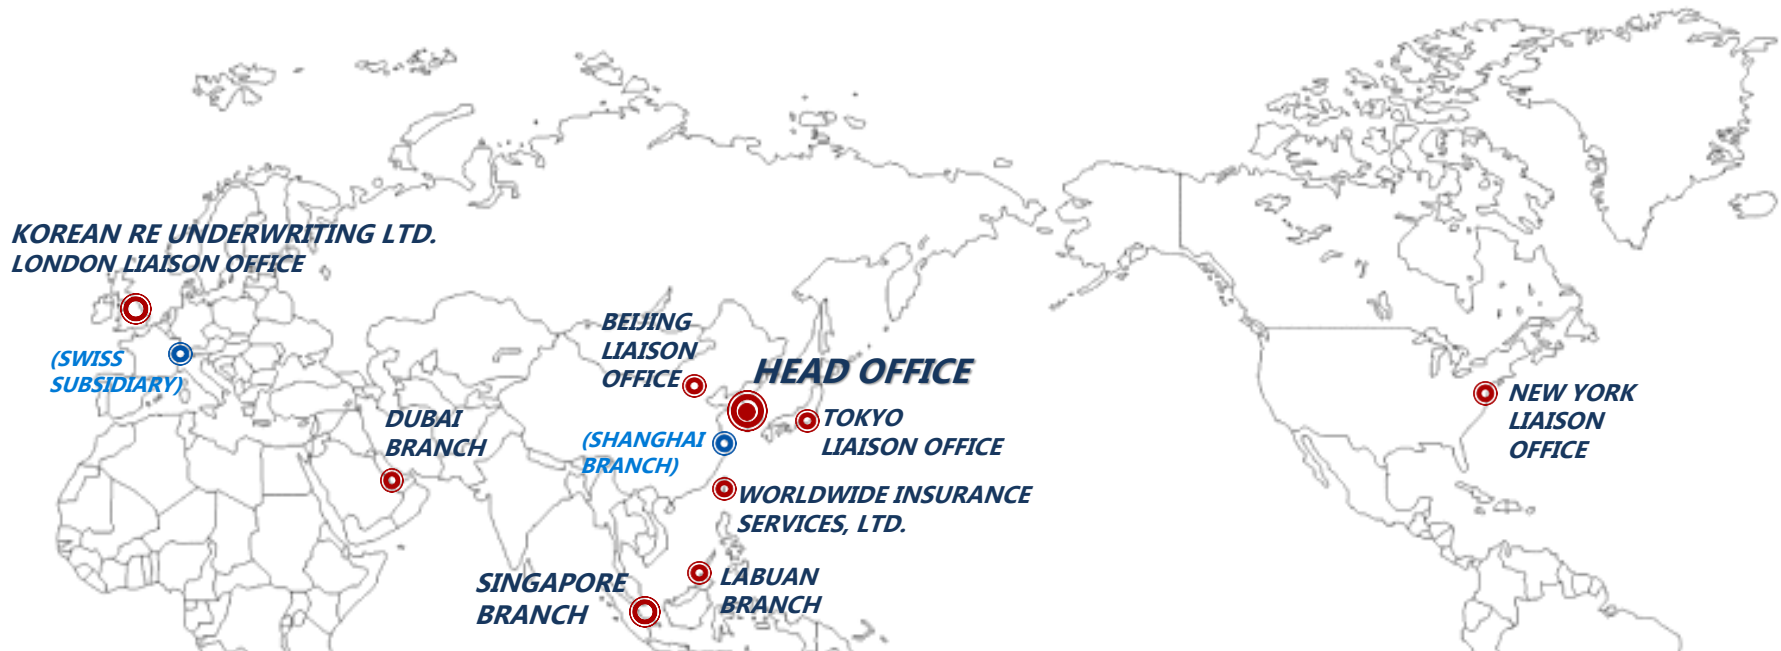 KOREAN RE UNDERWRITING LTD.
LONDON LIAISON OFFICE
(SWISS
SUBSIDIARY)
DUBAI
BRANCH
BEIJING
LIAISON
OFFICE
HEAD OFFICE
TOKYO
LIAISON OFFICE
(SHANGHAI
BRANCH)
WORLDWIDE INSURANCE
SERVICES, LTD.
SINGAPORE
BRANCH
LABUAN
BRANCH
NEW YORK
LIAISON
OFFICE